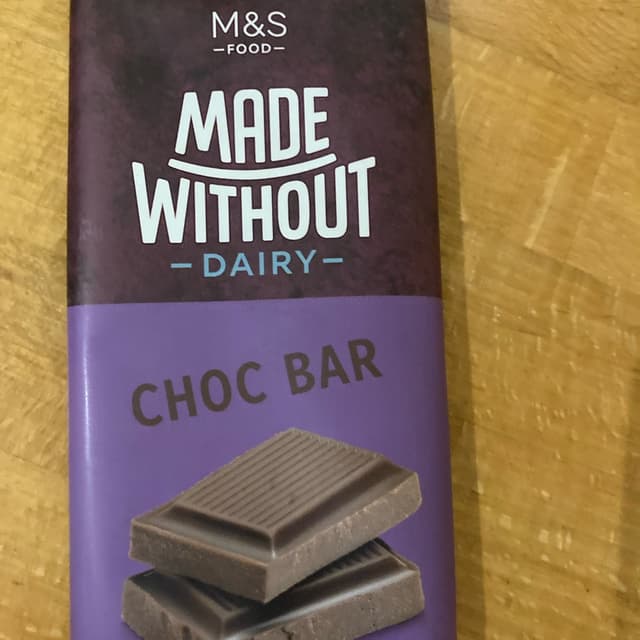 M&S
–FOOD–
MADE
WITHOUT
–DAIRY–
CHOC BAR